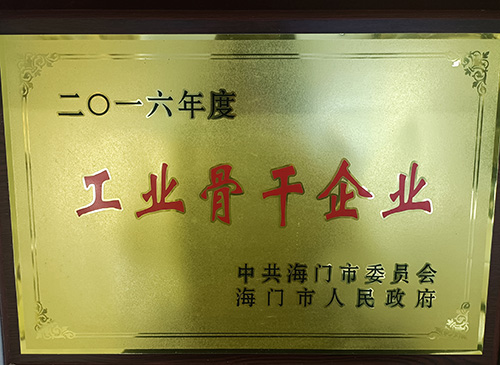 二〇一六年度
工业骨干企业
中共海门市委员会
海门市人民政府